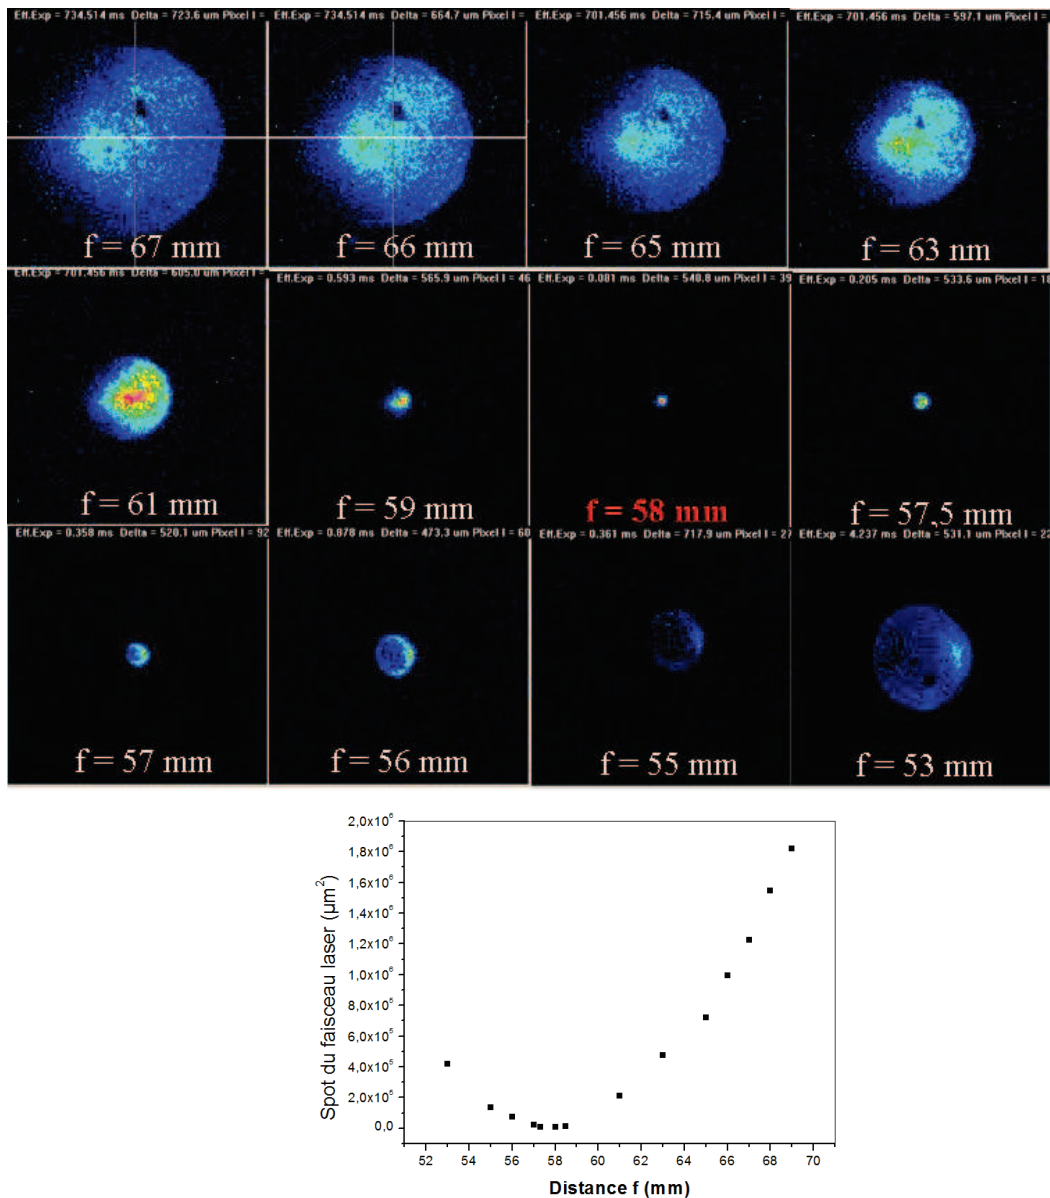 Eff.Exp = 734.514 ms Delta = 723.6 um Pixel I =
Eff.Exp = 734.514 ms Delta = 664.7 um Pixel I =
Eff.Exp = 701.456 ms Delta = 715.4 um Pixel I =
Eff.Exp = 701.456 ms Delta = 597.1 um Pixel I =
f = 67 mm
f = 66 mm
f = 65 mm
f = 63 nm
Eff.Exp = 701.456 ms Delta = 605.0 um Pixel I =
Eff.Exp = 0.593 ms Delta = 565.9 um Pixel I = 46
Eff.Exp = 0.081 ms Delta = 540.8 um Pixel I = 39
Eff.Exp = 0.205 ms Delta = 533.6 um Pixel I = 18
f = 61 mm
f = 59 mm
f = 58 mm
f = 57,5 mm
Eff.Exp = 0.358 ms Delta = 520.1 um Pixel I = 92
Eff.Exp = 0.878 ms Delta = 473.3 um Pixel I = 60
Eff.Exp = 0.361 ms Delta = 717.9 um Pixel I = 27
Eff.Exp = 4.237 ms Delta = 531.1 um Pixel I = 22
f = 57 mm
f = 56 mm
f = 55 mm
f = 53 mm
Spot du faisceau laser (µm²)
2,0x10⁶
1,8x10⁶
1,6x10⁶
1,4x10⁶
1,2x10⁶
1,0x10⁶
8,0x10⁵
6,0x10⁵
4,0x10⁵
2,0x10⁵
0,0
52 54 56 58 60 62 64 66 68 70
Distance f (mm)